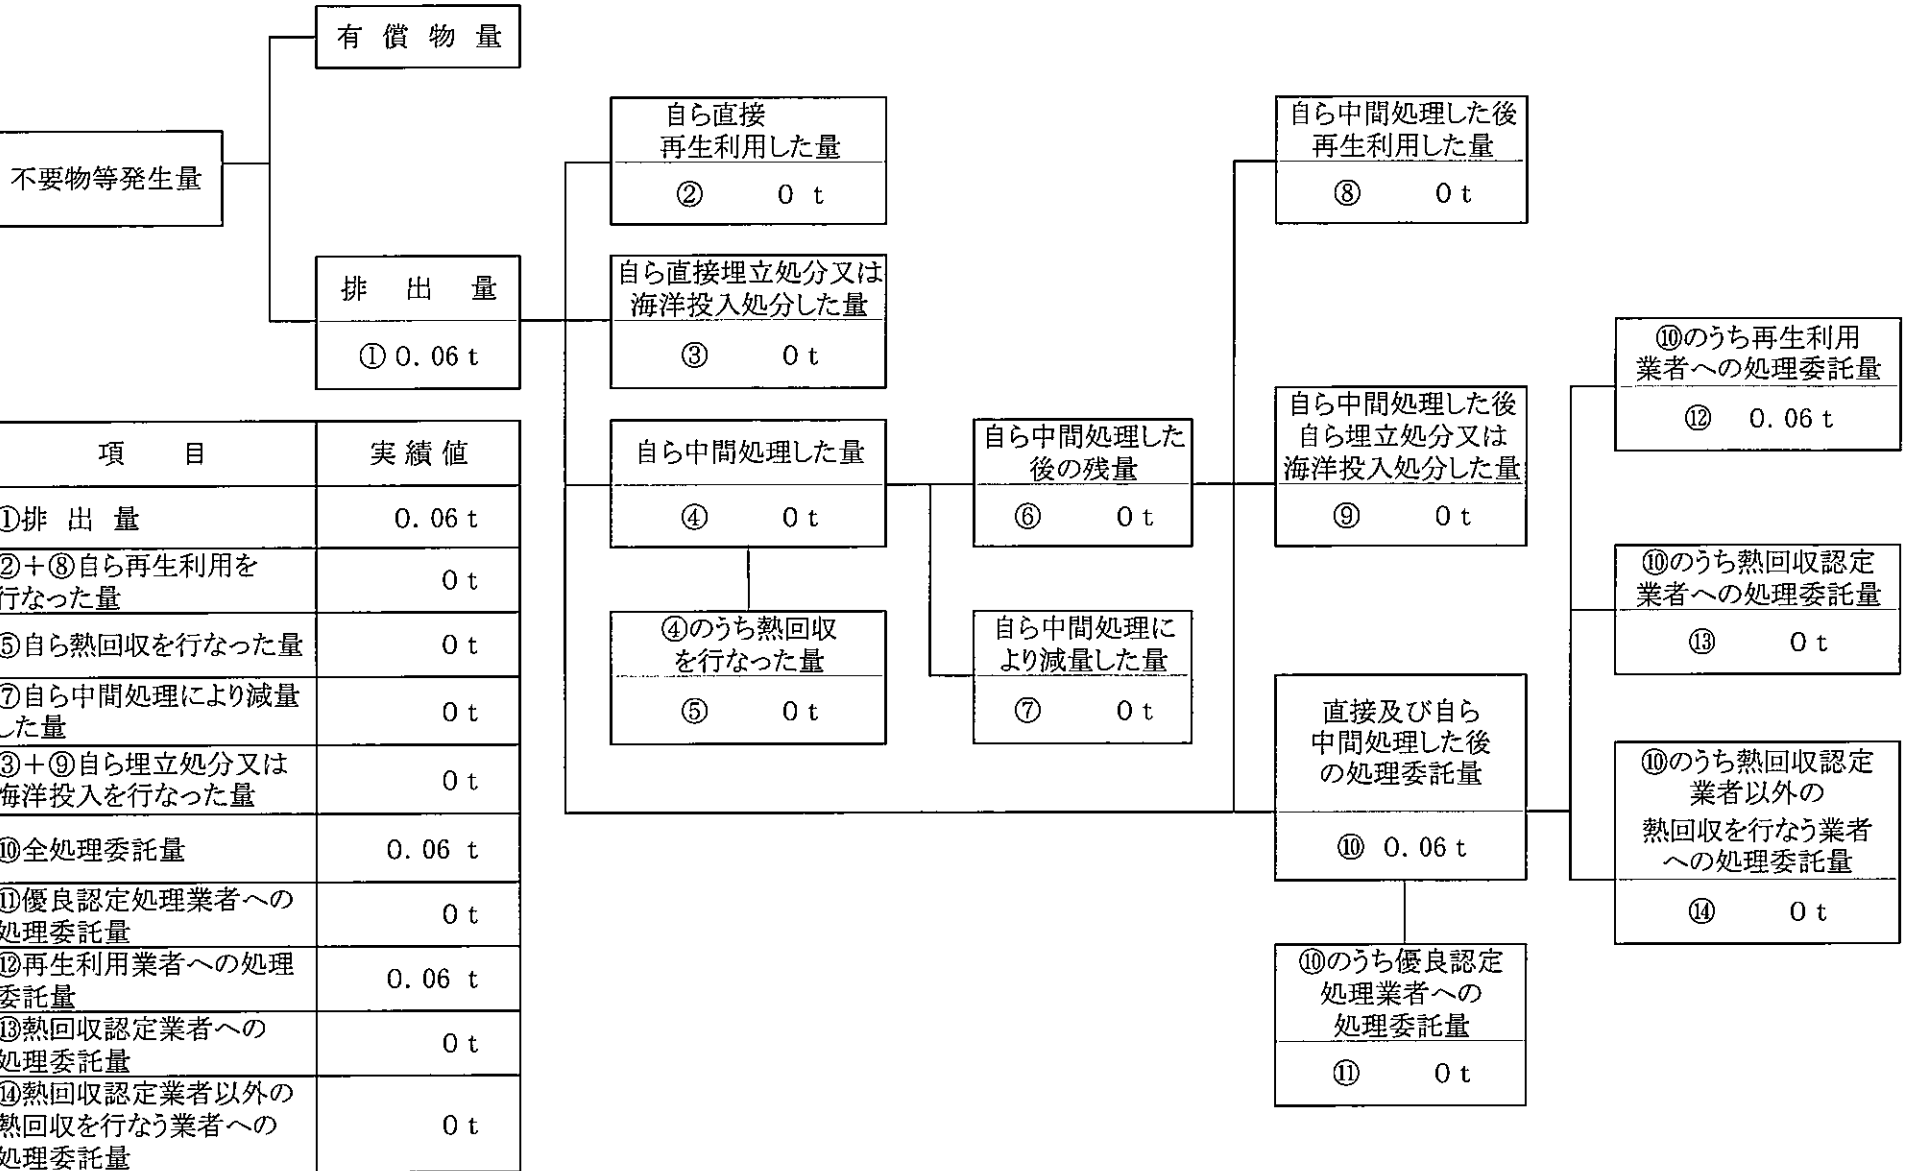 有償物量
不要物等発生量
排出量
① 0.06 t
自ら直接
再生利用した量
② 0 t
自ら直接埋立処分又は
海洋投入処分した量
③ 0 t
自ら中間処理した量
④ 0 t
④のうち熱回収
を行なった量
⑤ 0 t
自ら中間処理した
後の残量
⑥ 0 t
自ら中間処理に
より減量した量
⑦ 0 t
自ら中間処理した後
再生利用した量
⑧ 0 t
自ら中間処理した後
自ら埋立処分又は
海洋投入処分した量
⑨ 0 t
直接及び自ら
中間処理した後
の処理委託量
⑩ 0.06 t
⑩のうち優良認定
処理業者への
処理委託量
⑪ 0 t
⑩のうち再生利用
業者への処理委託量
⑫ 0.06 t
⑩のうち熱回収認定
業者への処理委託量
⑬ 0 t
⑩のうち熱回収認定
業者以外の
熱回収を行なう業者
への処理委託量
⑭ 0 t
項目 実績値
①排出量 0.06 t
②+⑧自ら再生利用を
行なった量 0 t
⑤自ら熱回収を行なった量 0 t
⑦自ら中間処理により減量
した量 0 t
③+⑨自ら埋立処分又は
海洋投入を行なった量 0 t
⑩全処理委託量 0.06 t
⑪優良認定処理業者への
処理委託量 0 t
⑫再生利用業者への処理
委託量 0.06 t
⑬熱回収認定業者への
処理委託量 0 t
⑭熱回収認定業者以外の
熱回収を行なう業者への
処理委託量 0 t